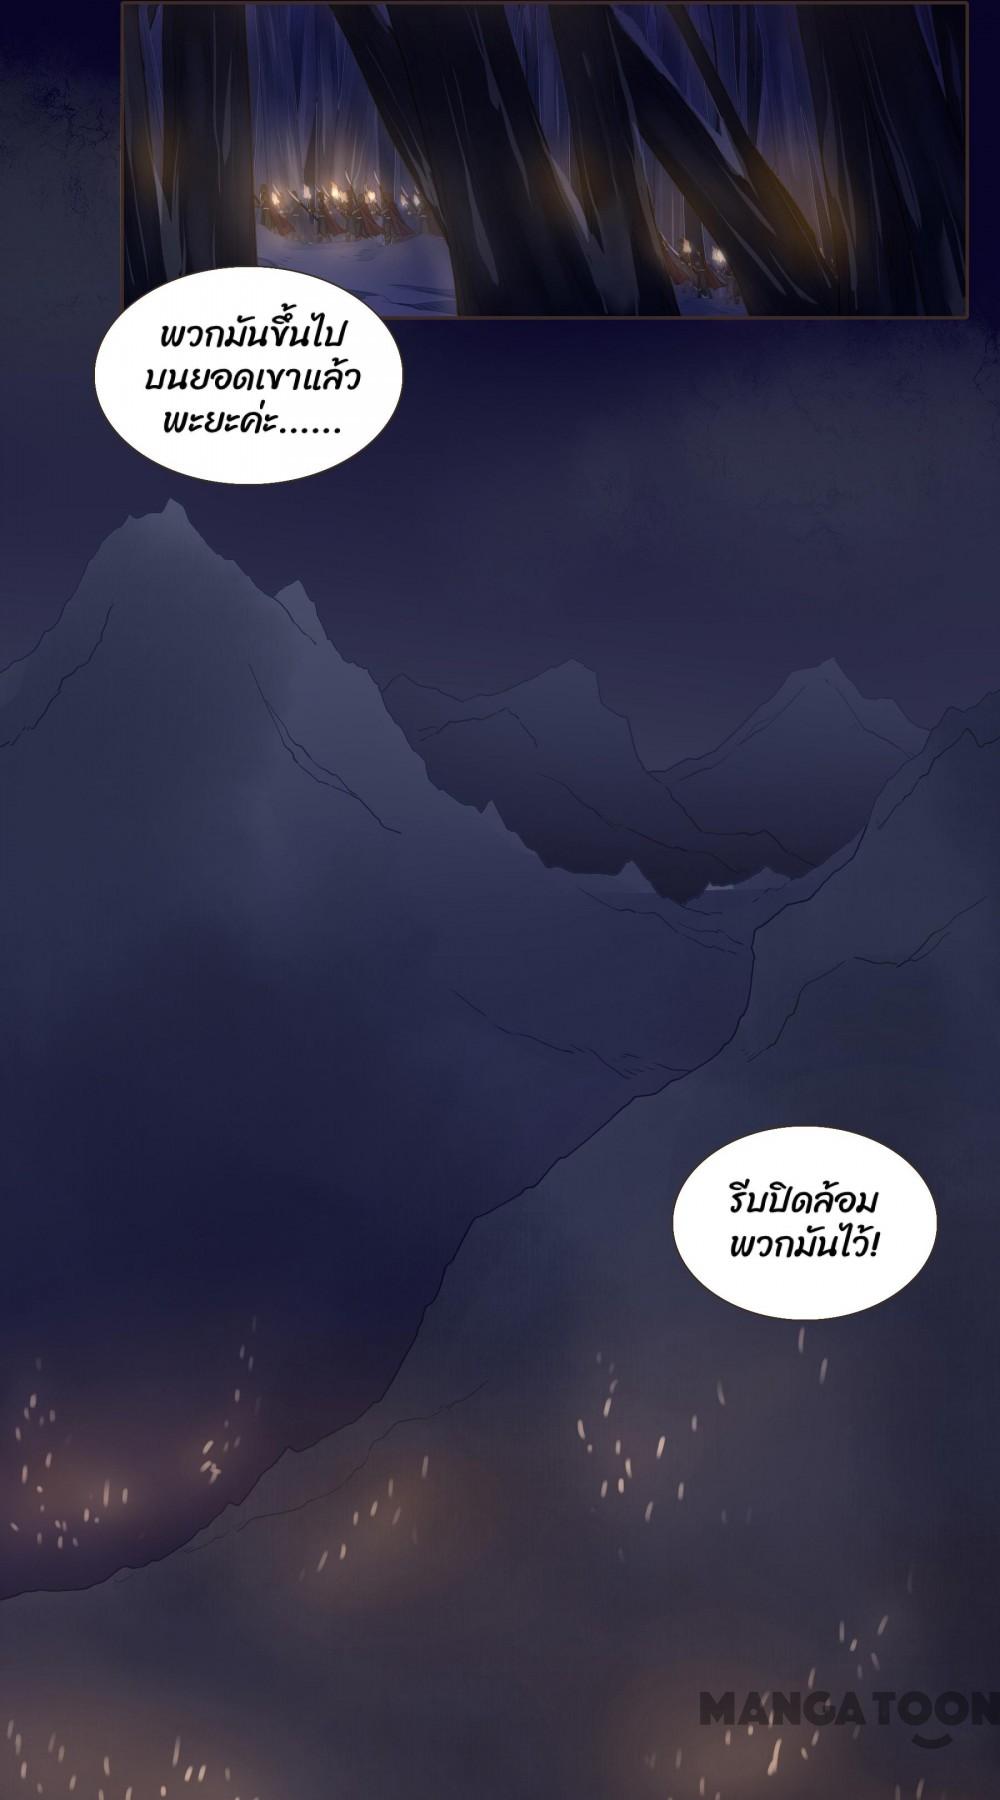 พวกมันขึ้นไป
บนยอดเขาแล้ว
พะยะค่ะ......
รีบปิดล้อม
พวกมันไว้!
MANGATOON